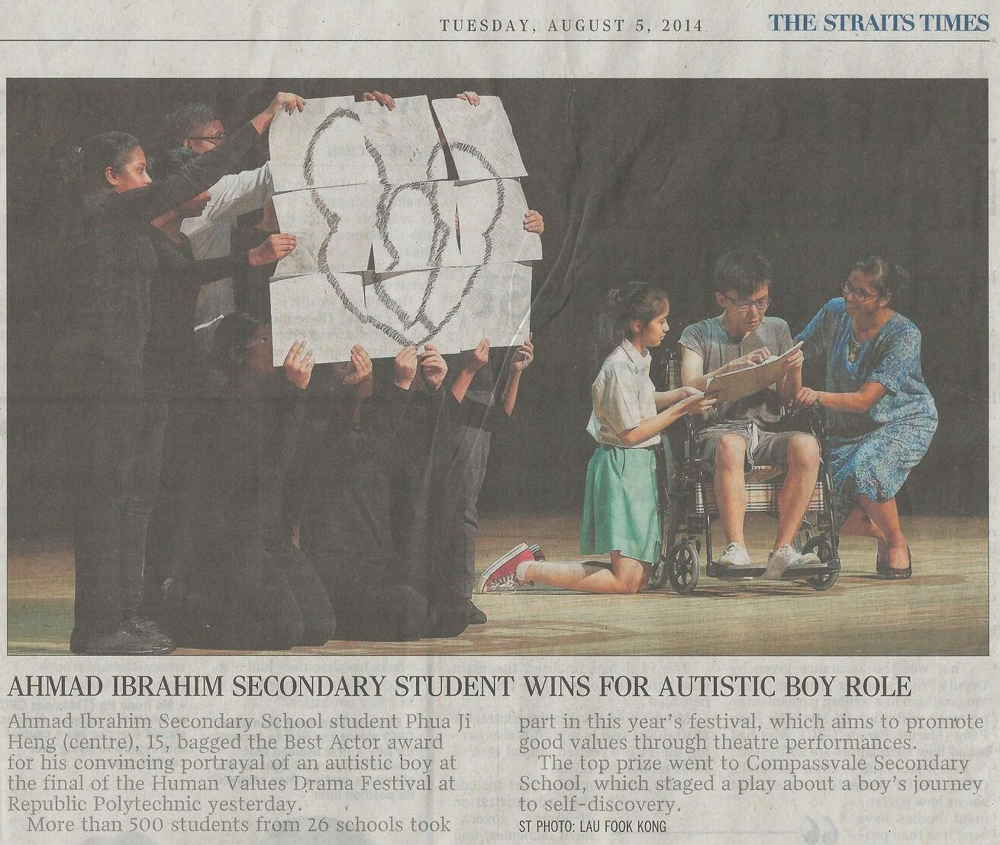 TUESDAY, AUGUST 5, 2014
THE STRAITS TIMES
AHMAD IBRAHIM SECONDARY STUDENT WINS FOR AUTISTIC BOY ROLE
Ahmad Ibrahim Secondary School student Phua Ji
Heng (centre), 15, bagged the Best Actor award
for his convincing portrayal of an autistic boy at
the final of the Human Values Drama Festival at
Republic Polytechnic yesterday.
More than 500 students from 26 schools took
part in this year's festival, which aims to promote
good values through theatre performances.
The top prize went to Compassvale Secondary
School, which staged a play about a boy's journey
to self-discovery.
ST PHOTO: LAU FOOK KONG